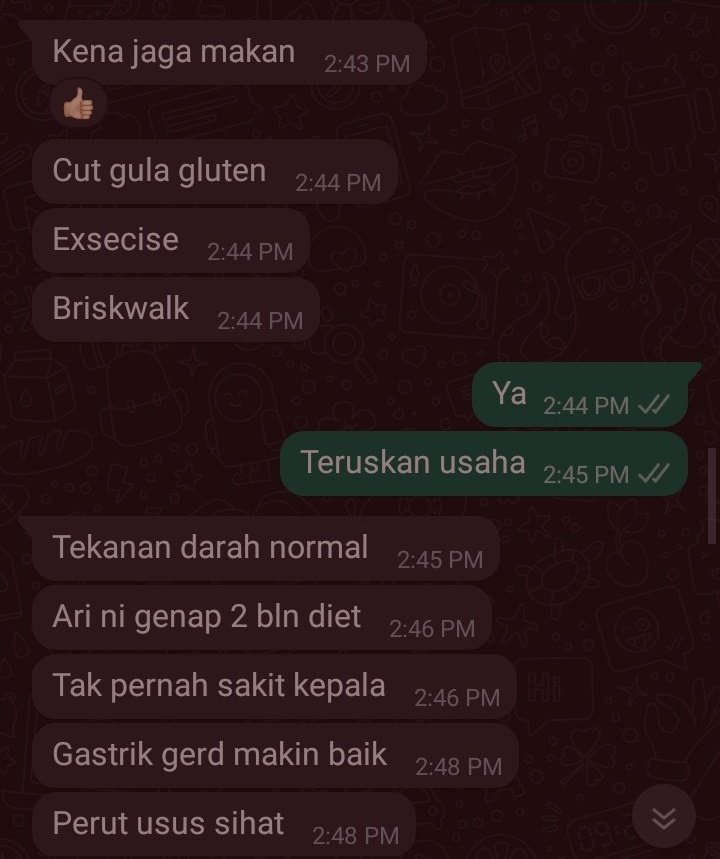 Kena jaga makan 2:43 PM
👍🏼
Cut gula gluten 2:44 PM
Exsecise 2:44 PM
Briskwalk 2:44 PM
Ya 2:44 PM
Teruskan usaha 2:45 PM
Tekanan darah normal 2:45 PM
Ari ni genap 2 bln diet 2:46 PM
Tak pernah sakit kepala 2:46 PM
Gastrik gerd makin baik 2:48 PM
Perut usus sihat 2:48 PM